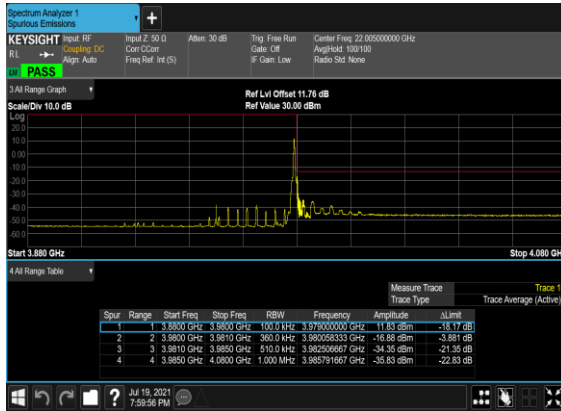 Spectrum Analyzer 1
Spurious Emissions
KEYSIGHT Input: RF Input Z: 50 Ω Atten: 30 dB Trig: Free Run Center Freq: 22.005000000 GHz
RL Coupling: DC Corr CCorr Gate: Off Avg|Hold: 100/100
Align: Auto Freq Ref: Int (S) IF Gain: Low Radio Std: None
PASS
3 All Range Graph
Ref Lvl Offset 11.76 dB
Scale/Div 10.0 dB Ref Value 30.00 dBm
Log
20.0
10.0
0.00
-10.0
-20.0
-30.0
-40.0
-50.0
-60.0
Start 3.880 GHz Stop 4.080 GH
4 All Range Table
Measure Trace Trace 1
Trace Type Trace Average (Active)
Spur Range Start Freq Stop Freq RBW Frequency Amplitude ΔLimit
1 1 3.8800 GHz 3.9800 GHz 100.0 kHz 3.979000000 GHz 11.83 dBm -18.17 dB
2 2 3.9800 GHz 3.9810 GHz 360.0 kHz 3.980058333 GHz -16.88 dBm -3.881 dB
3 3 3.9810 GHz 3.9850 GHz 510.0 kHz 3.982506667 GHz -34.35 dBm -21.35 dB
4 4 3.9850 GHz 4.0800 GHz 1.000 MHz 3.985791667 GHz -35.83 dBm -22.83 dB
? Jul 19, 2021
7:59:56 PM